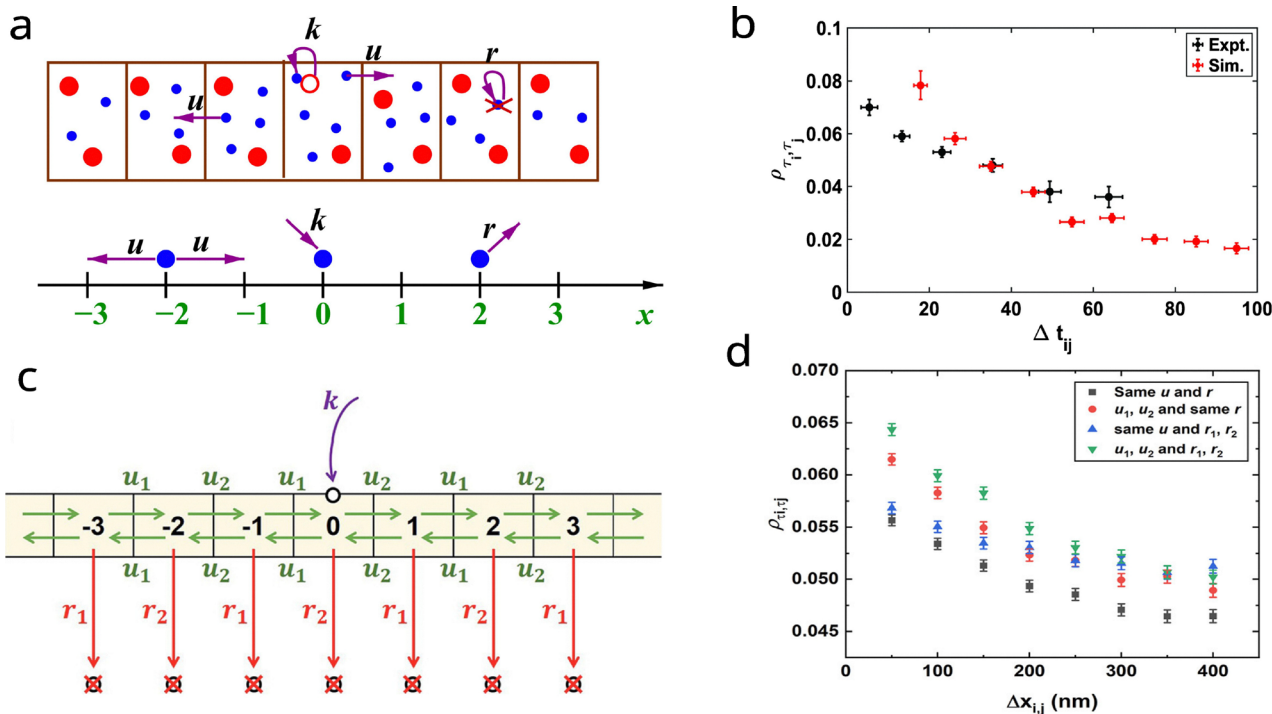 a
k
u
r
u
u
u
k
r
−3
−2
−1
0
1
2
x
b
Expt.
Sim.
0.1
0.08
0.06
0.04
0.02
0
ρτi,τj
0
20
40
60
80
100
Δ tij
c
k
u₁
u₂
u₁
u₂
u₁
u₂
-3
-2
-1
0
1
2
3
u₁
u₂
u₁
u₂
u₁
u₂
r₁
r₂
r₁
r₂
r₁
r₂
r₁
d
Same u and r
u₁, u₂ and same r
same u and r₁, r₂
u₁, u₂ and r₁, r₂
0.070
0.065
0.060
0.055
0.050
0.045
ρτi,τj
0
100
200
300
400
Δxi,j (nm)